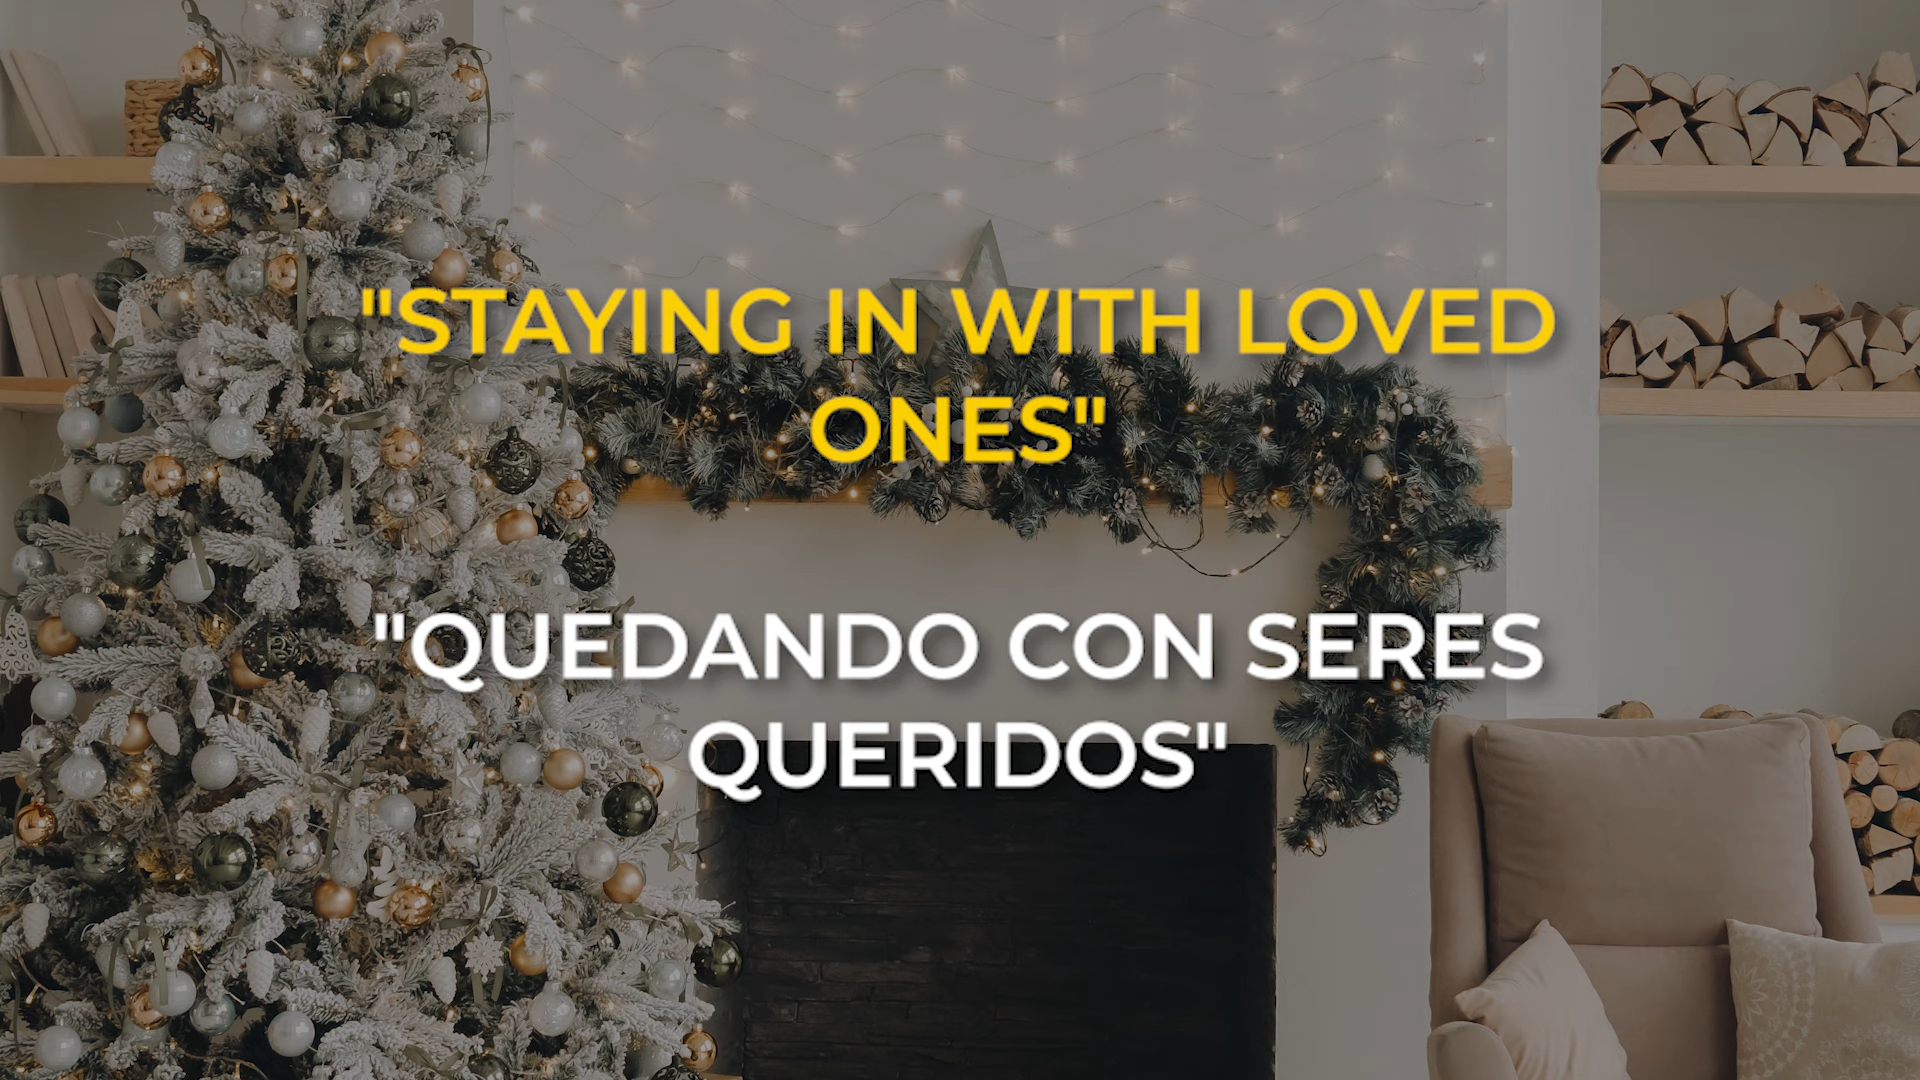 "STAYING IN WITH LOVED
ONES"
"QUEDANDO CON SERES
QUERIDOS"